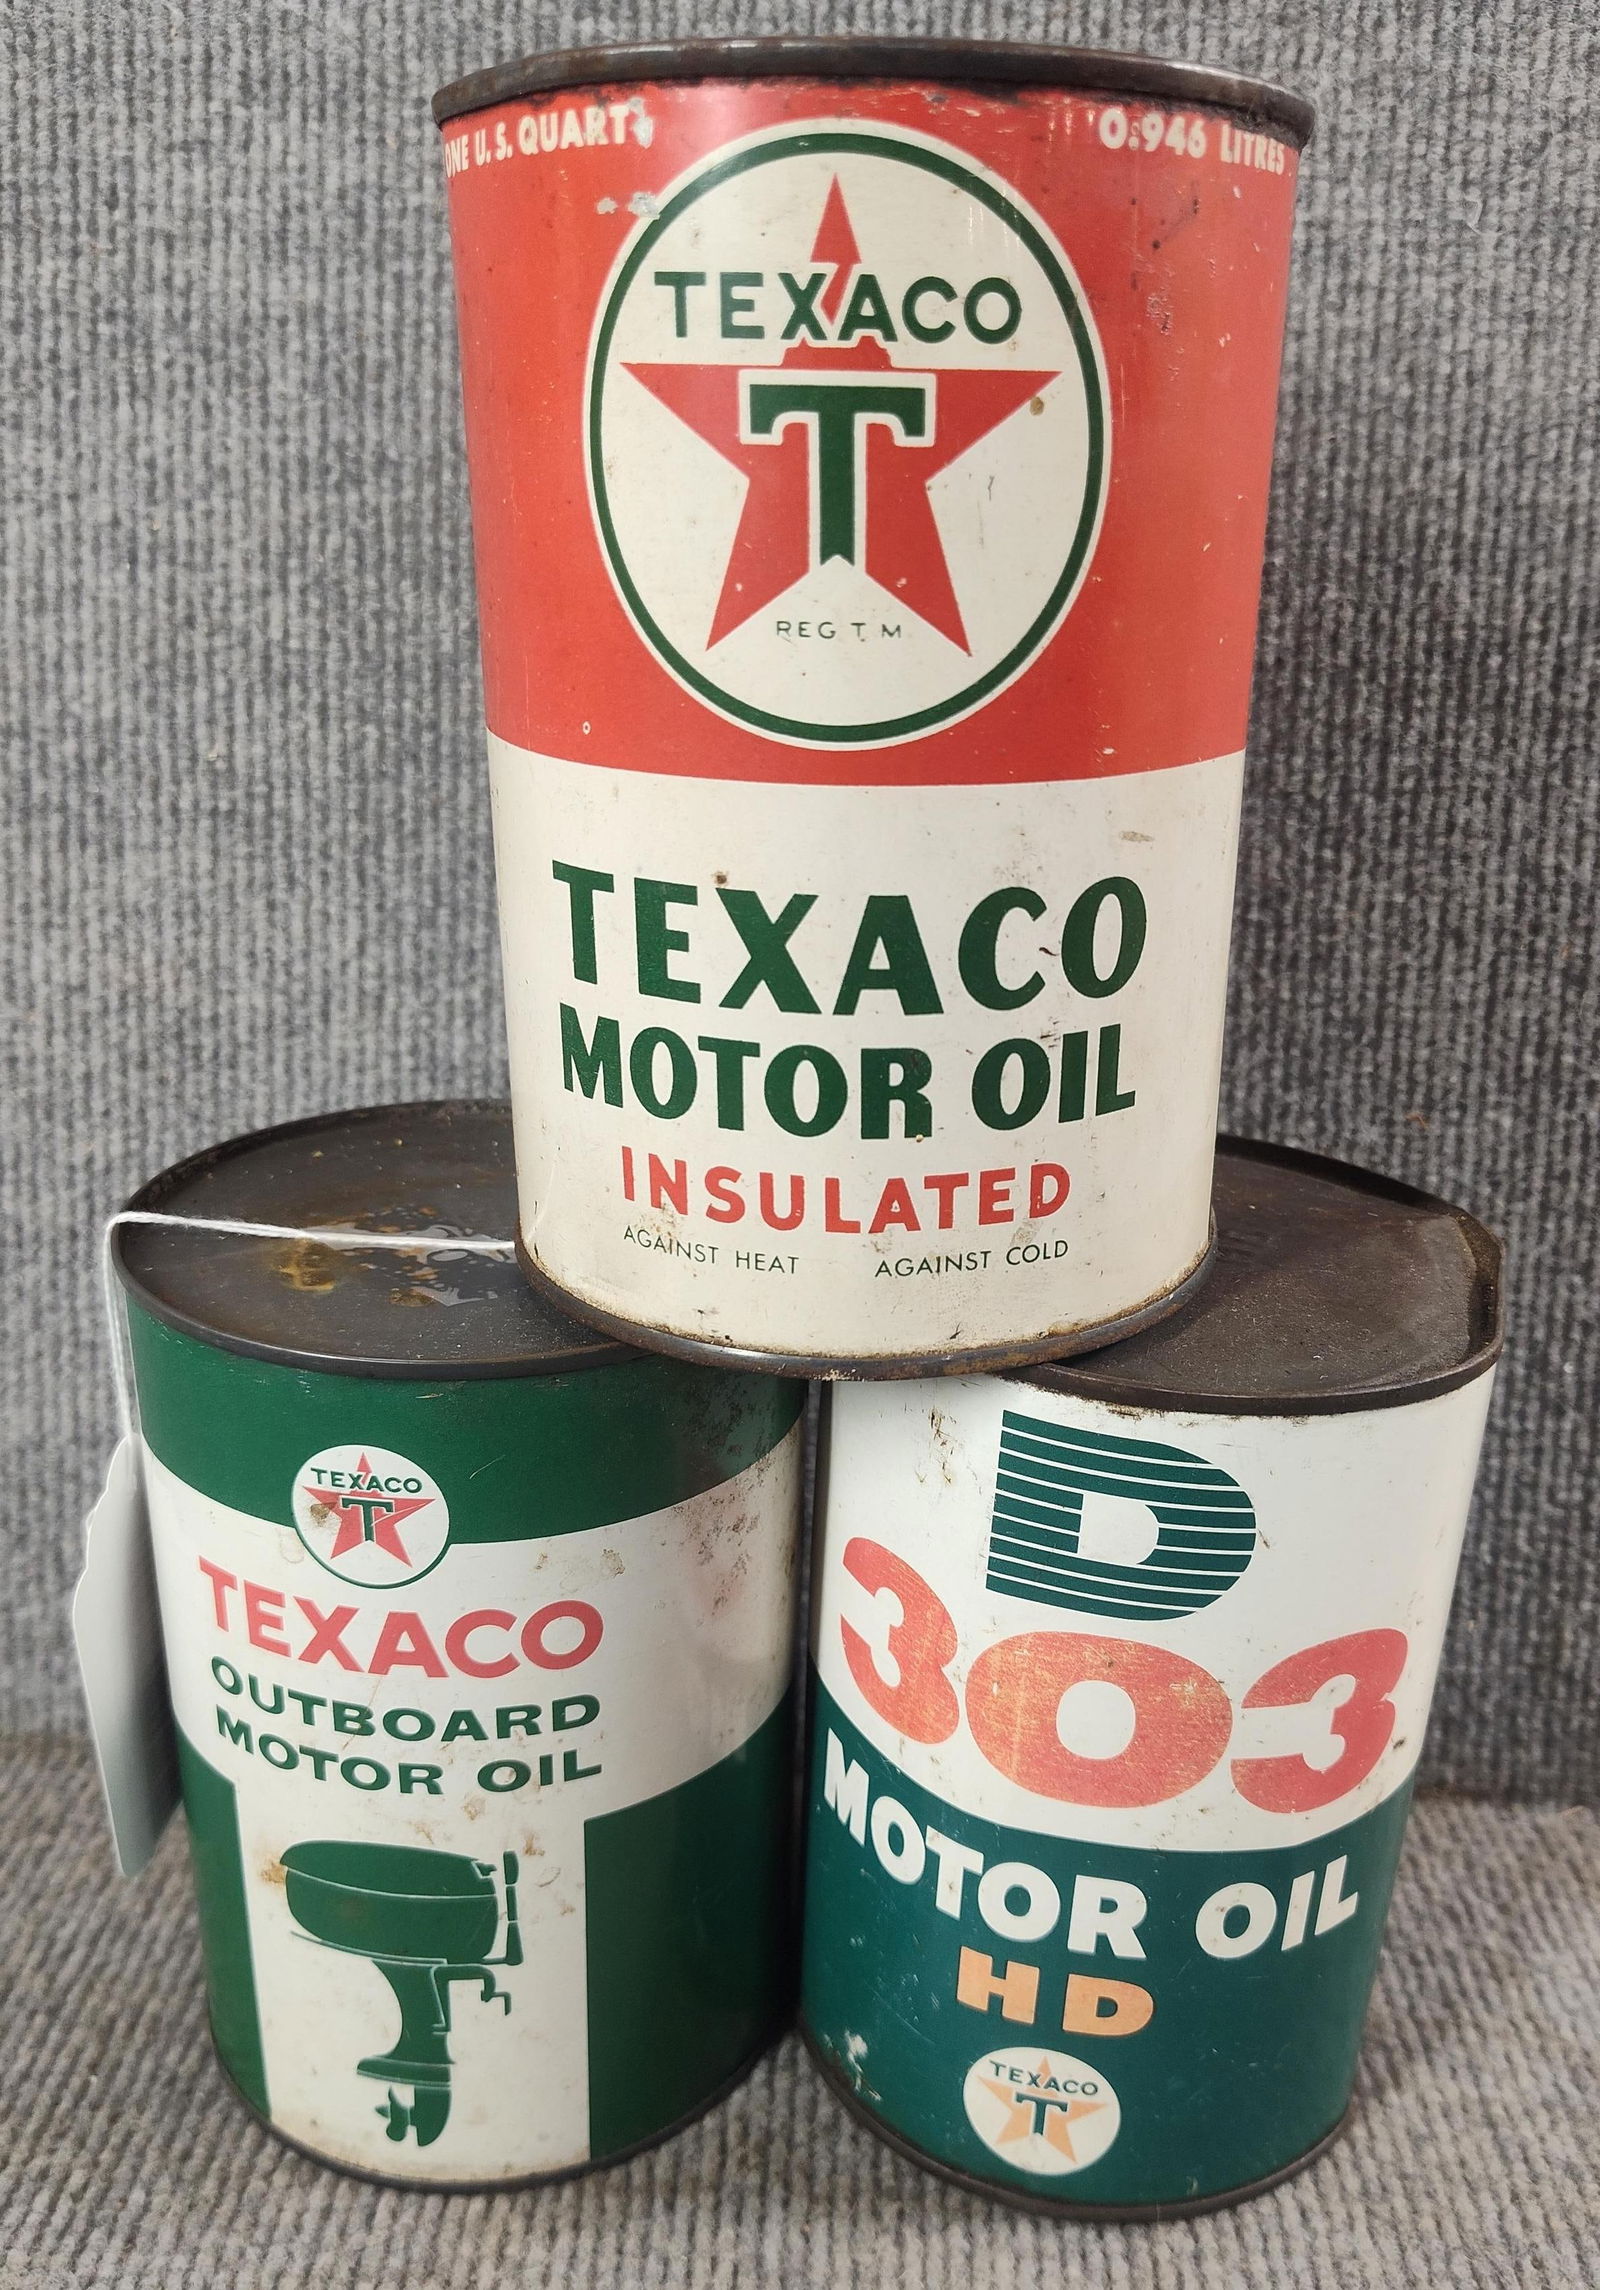 ONE U.S. QUART
0.946 LITRES
TEXACO
T
REG T M
TEXACO
MOTOR OIL
INSULATED
AGAINST HEAT AGAINST COLD
TEXACO
T
TEXACO
OUTBOARD
MOTOR OIL
D
303
MOTOR OIL
HD
TEXACO
T